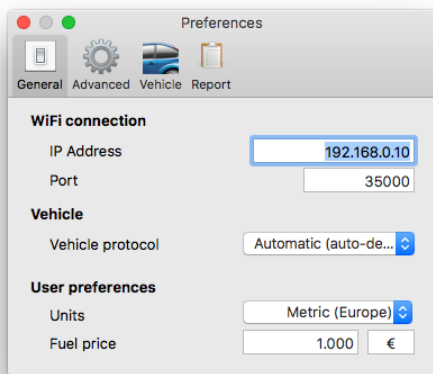 Preferences
General Advanced Vehicle Report
WiFi connection
IP Address 192.168.0.10
Port 35000
Vehicle
Vehicle protocol Automatic (auto-de...
User preferences
Units Metric (Europe)
Fuel price 1.000 €